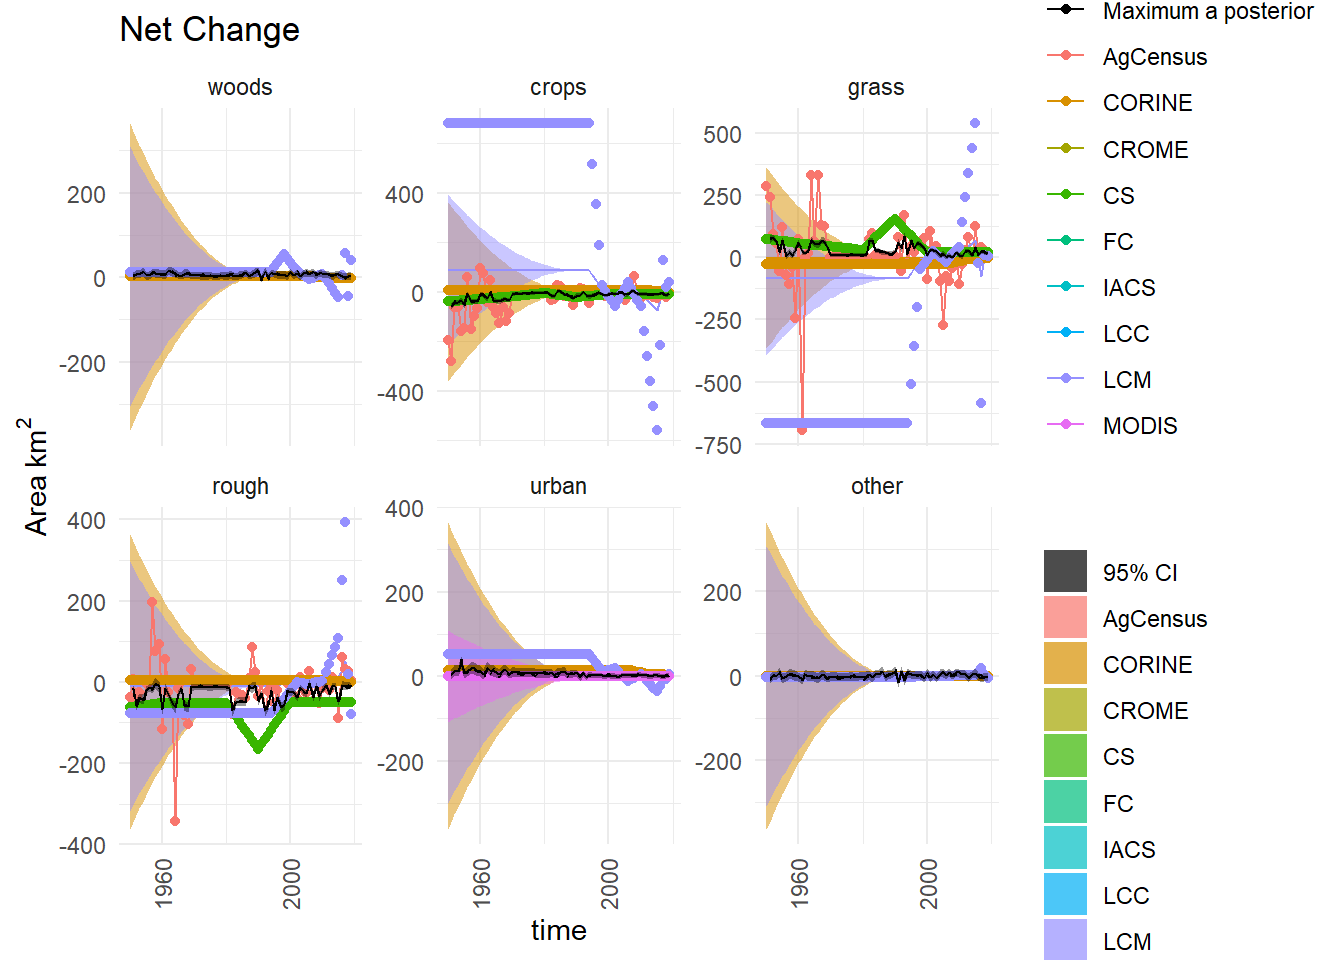 Net Change
woods
crops
grass
200
0
-200
400
0
-400
500
250
0
-250
-500
-750
rough
urban
other
400
200
0
-200
-400
400
200
0
-200
200
0
-200
1960
2000
1960
2000
1960
2000
time
Area km²
Maximum a posterior
AgCensus
CORINE
CROME
CS
FC
IACS
LCC
LCM
MODIS
95% CI
AgCensus
CORINE
CROME
CS
FC
IACS
LCC
LCM